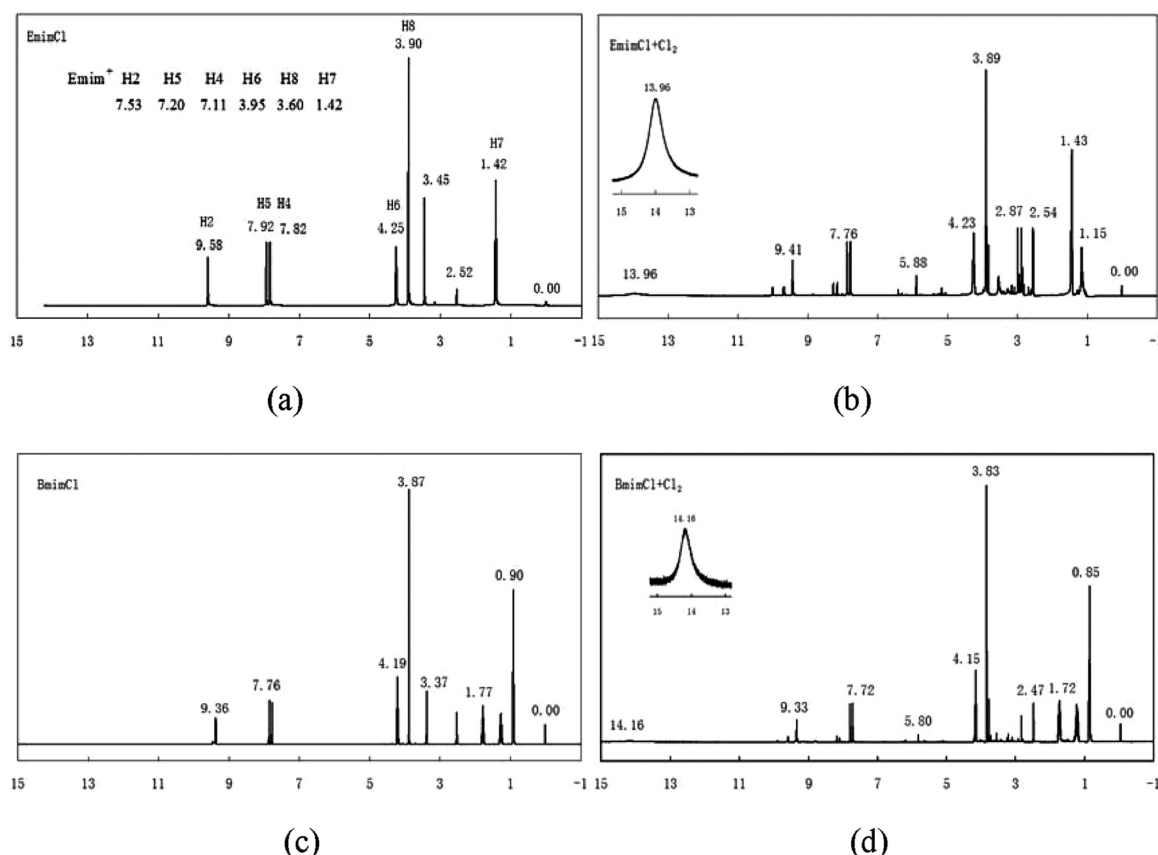 EmimCl
Emim⁺ H2 H5 H4 H6 H8 H7
7.53 7.20 7.11 3.95 3.60 1.42
H8
3.90
H7
1.42
3.45
H5 H4
7.92 7.82
H6
4.25
H2
9.58
2.52
0.00
15 13 11 9 7 5 3 1 -1
(a)
EmimCl+Cl₂
13.96
15 14 13
3.89
1.43
4.23
2.87
2.54
1.15
7.76
9.41
5.88
13.96
0.00
15 13 11 9 7 5 3 1 -1
(b)
BmimCl
3.87
0.90
4.19
3.37
1.77
7.76
9.36
0.00
15 13 11 9 7 5 3 1 -1
(c)
BmimCl+Cl₂
14.16
15 14 13
3.83
0.85
4.15
2.47
1.72
7.72
9.33
5.80
14.16
0.00
15 13 11 9 7 5 3 1 -1
(d)